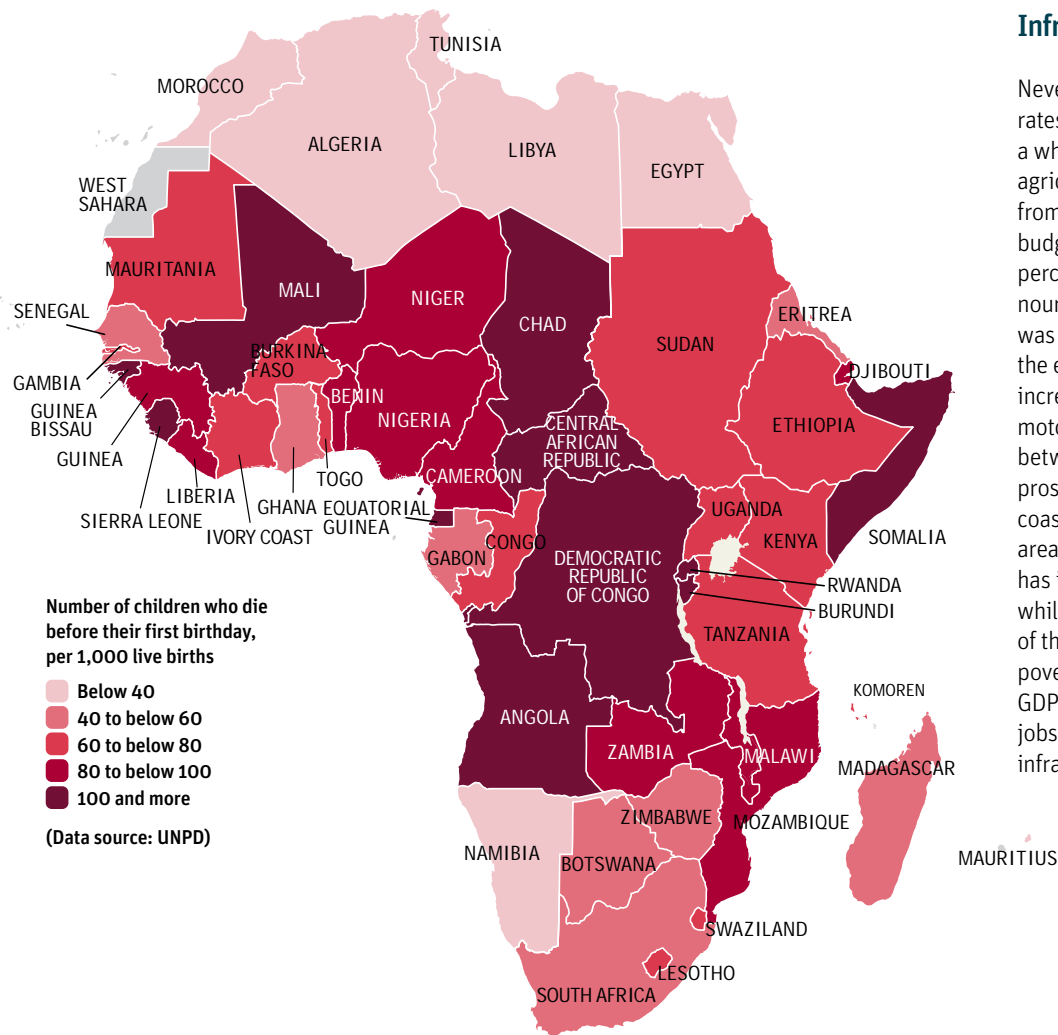 TUNISIA
MOROCCO
ALGERIA
LIBYA
EGYPT
WEST
SAHARA
MAURITANIA
MALI
NIGER
CHAD
SENEGAL
ERITREA
SUDAN
BURKINA
FASO
DJIBOUTI
GAMBIA
BENIN
NIGERIA
GUINEA
BISSAU
CENTRAL
AFRICAN
REPUBLIC
ETHIOPIA
GUINEA
CAMEROON
TOGO
LIBERIA
GHANA
EQUATORIAL
GUINEA
SIERRA LEONE
IVORY COAST
UGANDA
KENYA
SOMALIA
GABON
CONGO
DEMOCRATIC
REPUBLIC
OF CONGO
RWANDA
BURUNDI
TANZANIA
KOMOREN
ANGOLA
ZAMBIA
MALAWI
MADAGASCAR
ZIMBABWE
MOZAMBIQUE
NAMIBIA
BOTSWANA
MAURITIUS
SWAZILAND
LESOTHO
SOUTH AFRICA
Number of children who die
before their first birthday,
per 1,000 live births
Below 40
40 to below 60
60 to below 80
80 to below 100
100 and more
(Data source: UNPD)
Infr
Neve
rates
a wh
agric
from
budg
perc
nour
was
the e
incre
moto
betw
pros
coas
area
has
whil
of th
pove
GDP
jobs
infra